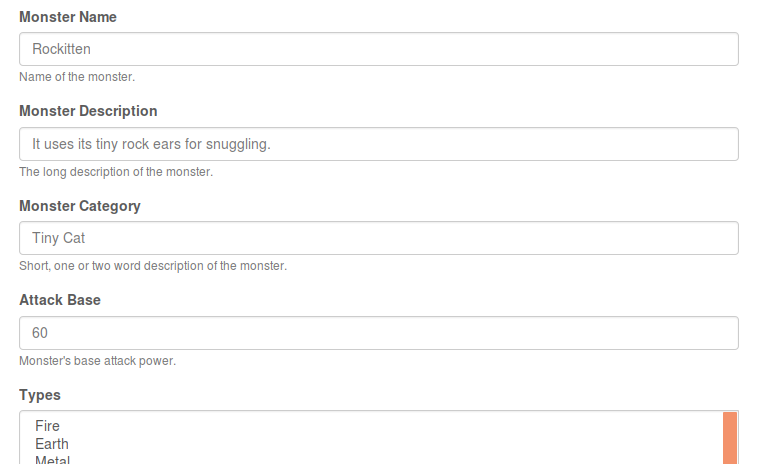 Monster Name
Rockitten
Name of the monster.
Monster Description
It uses its tiny rock ears for snuggling.
The long description of the monster.
Monster Category
Tiny Cat
Short, one or two word description of the monster.
Attack Base
60
Monster's base attack power.
Types
Fire
Earth
Metal